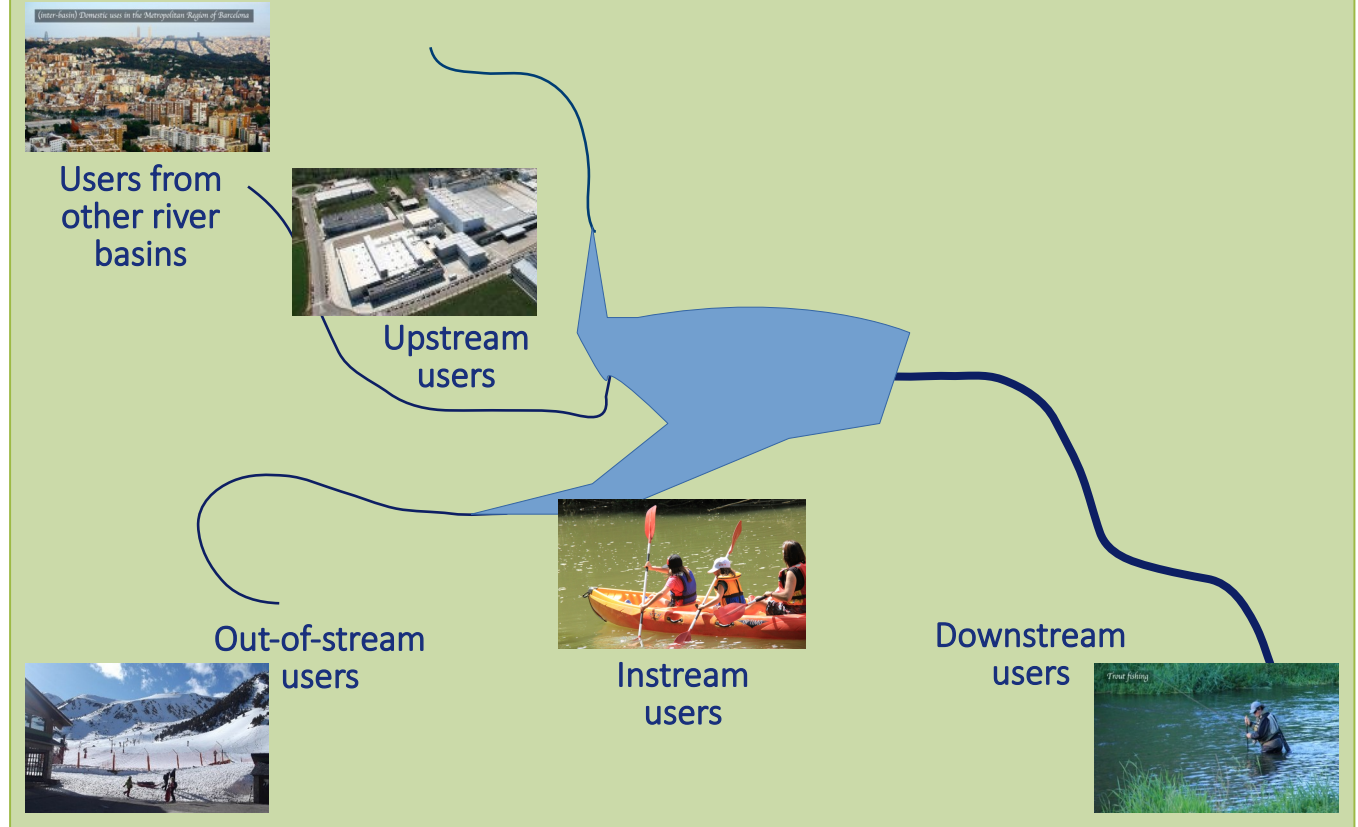 (inter-basin) Domestic uses in the Metropolitan Region of Barcelona
Users from
other river
basins
Upstream
users
Out-of-stream
users
Instream
users
Downstream
users
Trout fishing